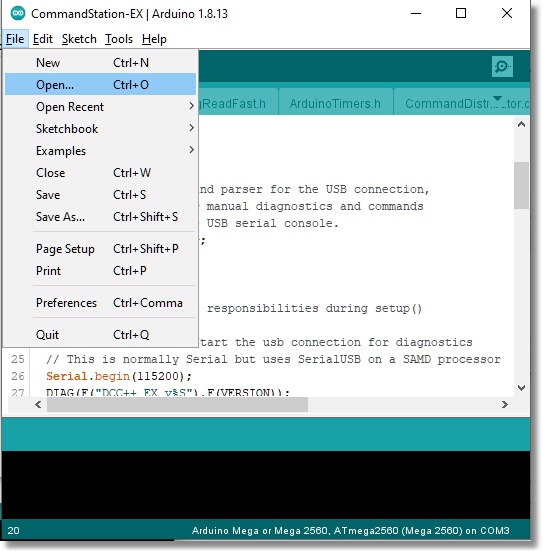 CommandStation-EX | Arduino 1.8.13
File Edit Sketch Tools Help
New Ctrl+N
Open... Ctrl+O
Open Recent
Sketchbook
Examples
Close Ctrl+W
Save Ctrl+S
Save As... Ctrl+Shift+S
Page Setup Ctrl+Shift+P
Print Ctrl+P
Preferences Ctrl+Comma
Quit Ctrl+Q
gReadFast.h ArduinoTimers.h
nd parser for the USB connection,
manual diagnostics and commands
USB serial console.
;
responsibilities during setup()
tart the usb connection for diagnostics
25 // This is normally Serial but uses SerialUSB on a SAMD processor
26 Serial.begin(115200);
27 DIAG(F("DCC++ EX v%S"),F(VERSION));
20 Arduino Mega or Mega 2560, ATmega2560 (Mega 2560) on COM3